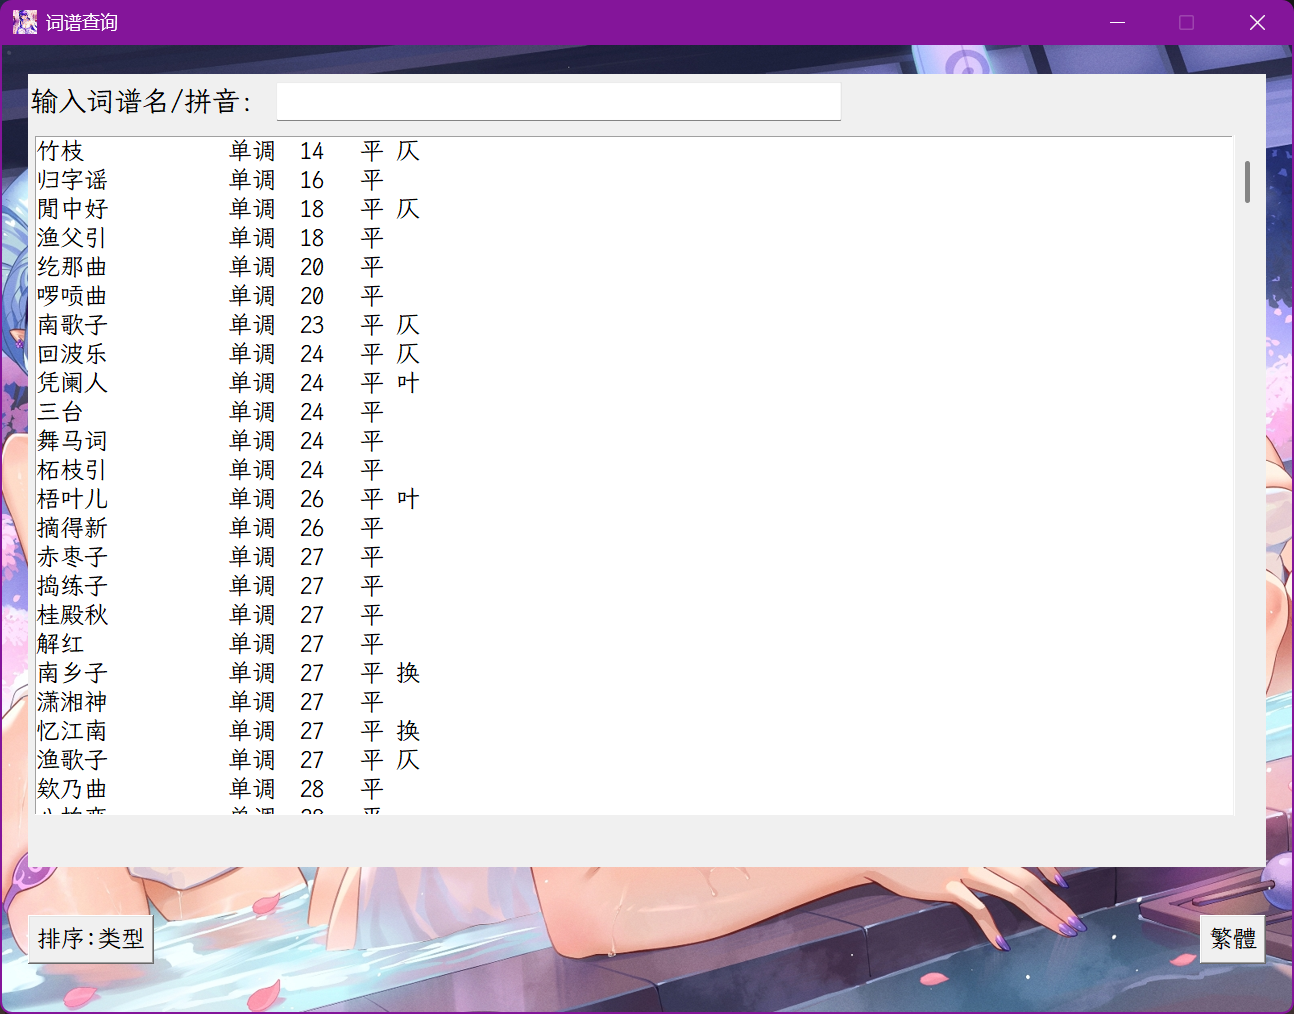 词谱查询
输入词谱名/拼音:
竹枝 单调 14 平 仄
归字谣 单调 16 平
閒中好 单调 18 平 仄
渔父引 单调 18 平
纥那曲 单调 20 平
啰唝曲 单调 20 平
南歌子 单调 23 平 仄
回波乐 单调 24 平 仄
凭阑人 单调 24 平 叶
三台 单调 24 平
舞马词 单调 24 平
柘枝引 单调 24 平
梧叶儿 单调 26 平 叶
摘得新 单调 26 平
赤枣子 单调 27 平
捣练子 单调 27 平
桂殿秋 单调 27 平
解红 单调 27 平
南乡子 单调 27 平 换
潇湘神 单调 27 平
忆江南 单调 27 平 换
渔歌子 单调 27 平 仄
欸乃曲 单调 28 平
排序:类型
繁體